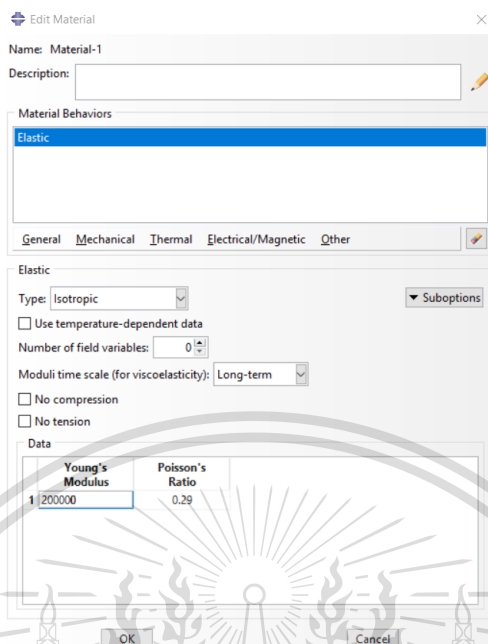 Edit Material
Name: Material-1
Description:
Material Behaviors
Elastic
General Mechanical Thermal Electrical/Magnetic Other
Elastic
Type: Isotropic
Suboptions
Use temperature-dependent data
Number of field variables: 0
Moduli time scale (for viscoelasticity): Long-term
No compression
No tension
Data
Young's Poisson's
Modulus Ratio
1 200000 0.29
OK Cancel